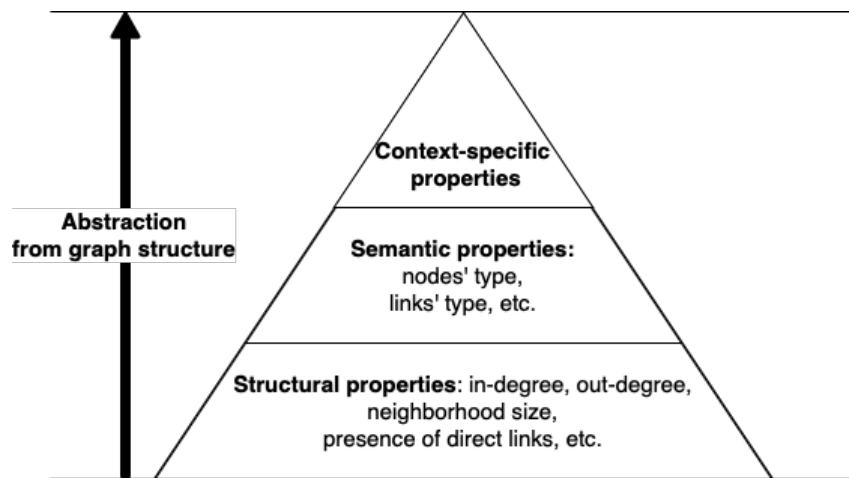 Context-specific
properties
Abstraction
from graph structure
Semantic properties:
nodes' type,
links' type, etc.
Structural properties: in-degree, out-degree,
neighborhood size,
presence of direct links, etc.